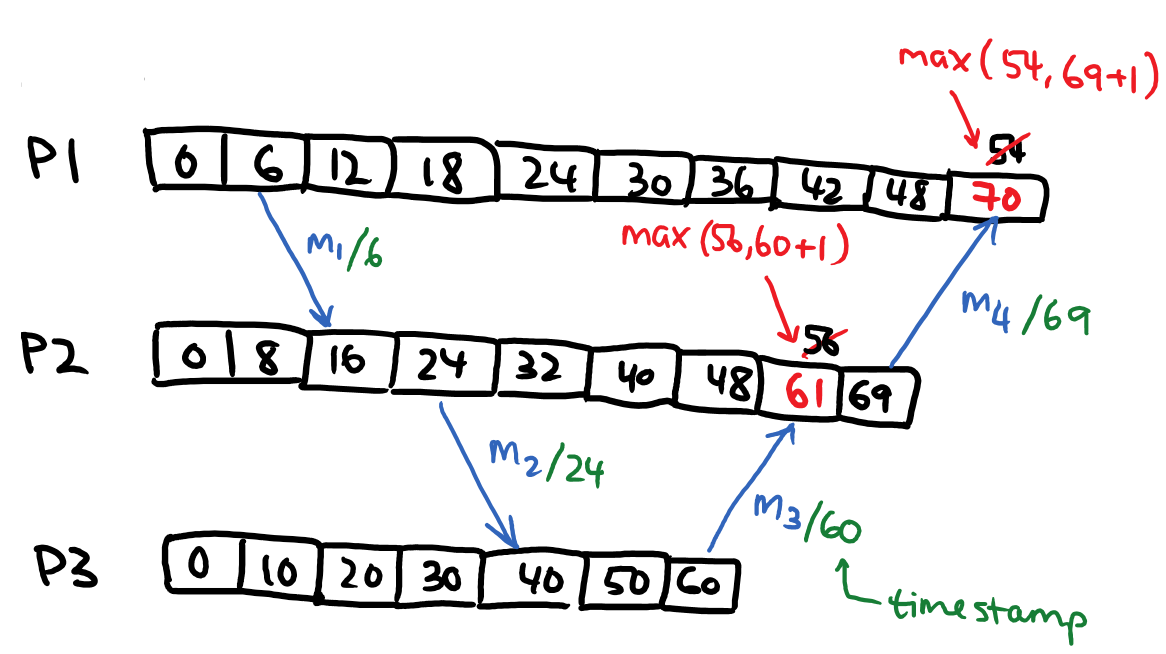 max(54, 69+1)
54
P1 0 6 12 18 24 30 36 42 48 70
m1/6
max(56,60+1)
m4/69
56
P2 0 8 16 24 32 40 48 61 69
m2/24
m3/60
P3 0 10 20 30 40 50 60
timestamp